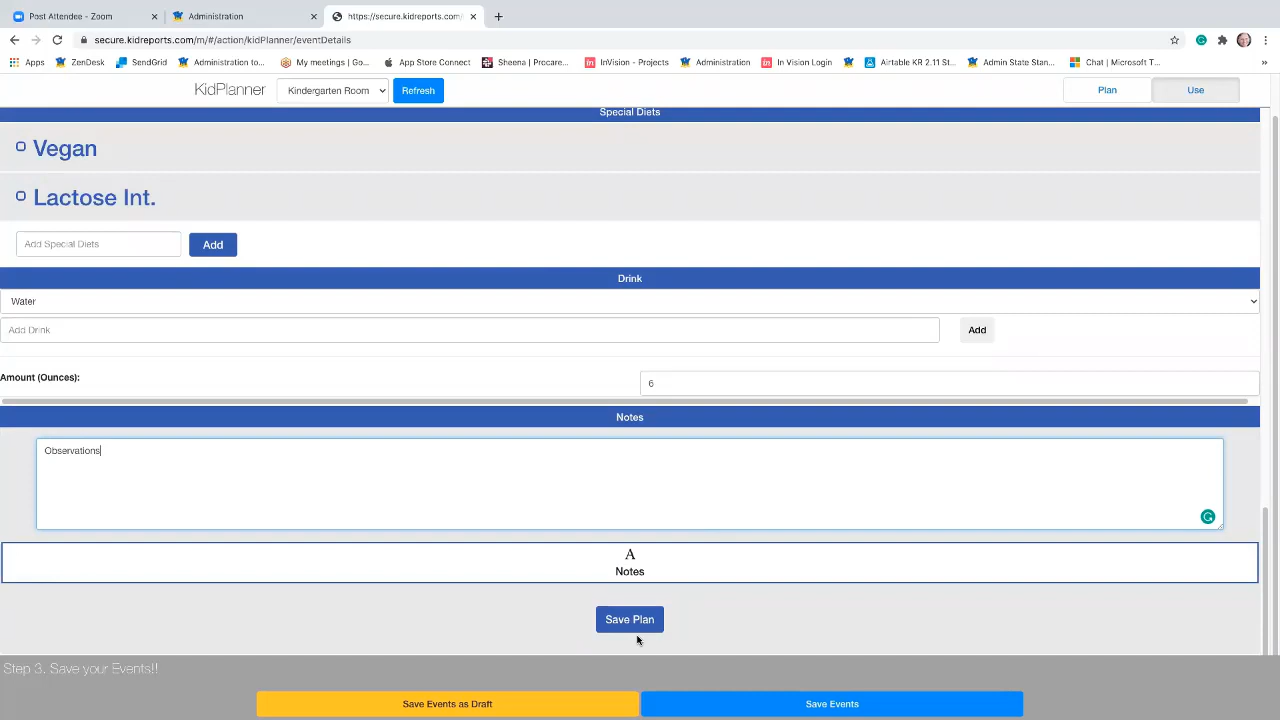 Post Attendee - Zoom
Administration
https://secure.kidreports.com/
secure.kidreports.com/m/#/action/kidPlanner/eventDetails
Apps
ZenDesk
SendGrid
Administration to...
My meetings | Go...
App Store Connect
Sheena | Procare...
InVision - Projects
Administration
In Vision Login
Airtable KR 2.11 St...
Admin State Stan...
Chat | Microsoft T...
»
KidPlanner
Kindergarten Room
Refresh
Plan
Use
Special Diets
Vegan
Lactose Int.
Add Special Diets
Add
Drink
Water
Add Drink
Add
Amount (Ounces):
6
Notes
Observations
A
Notes
Save Plan
Step 3. Save your Events!!
Save Events as Draft
Save Events